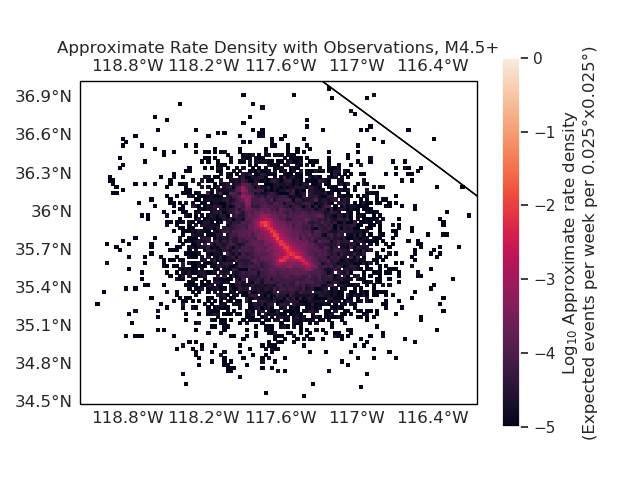 Approximate Rate Density with Observations, M4.5+
118.8°W 118.2°W 117.6°W 117°W 116.4°W
36.9°N
36.6°N
36.3°N
36°N
35.7°N
35.4°N
35.1°N
34.8°N
34.5°N
118.8°W 118.2°W 117.6°W 117°W 116.4°W
0
−1
−2
−3
−4
−5
Log10 Approximate rate density
(Expected events per week per 0.025°x0.025°)